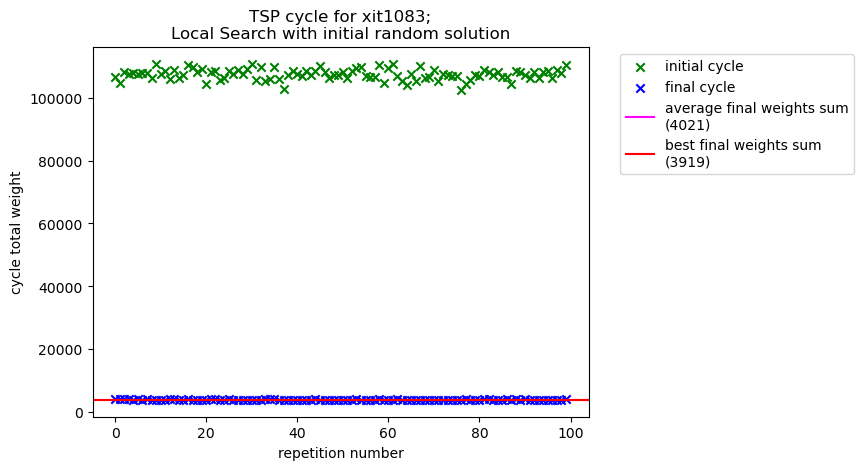 TSP cycle for xit1083;
Local Search with initial random solution
initial cycle
final cycle
average final weights sum
(4021)
best final weights sum
(3919)
cycle total weight
100000
80000
60000
40000
20000
0
0 20 40 60 80 100
repetition number